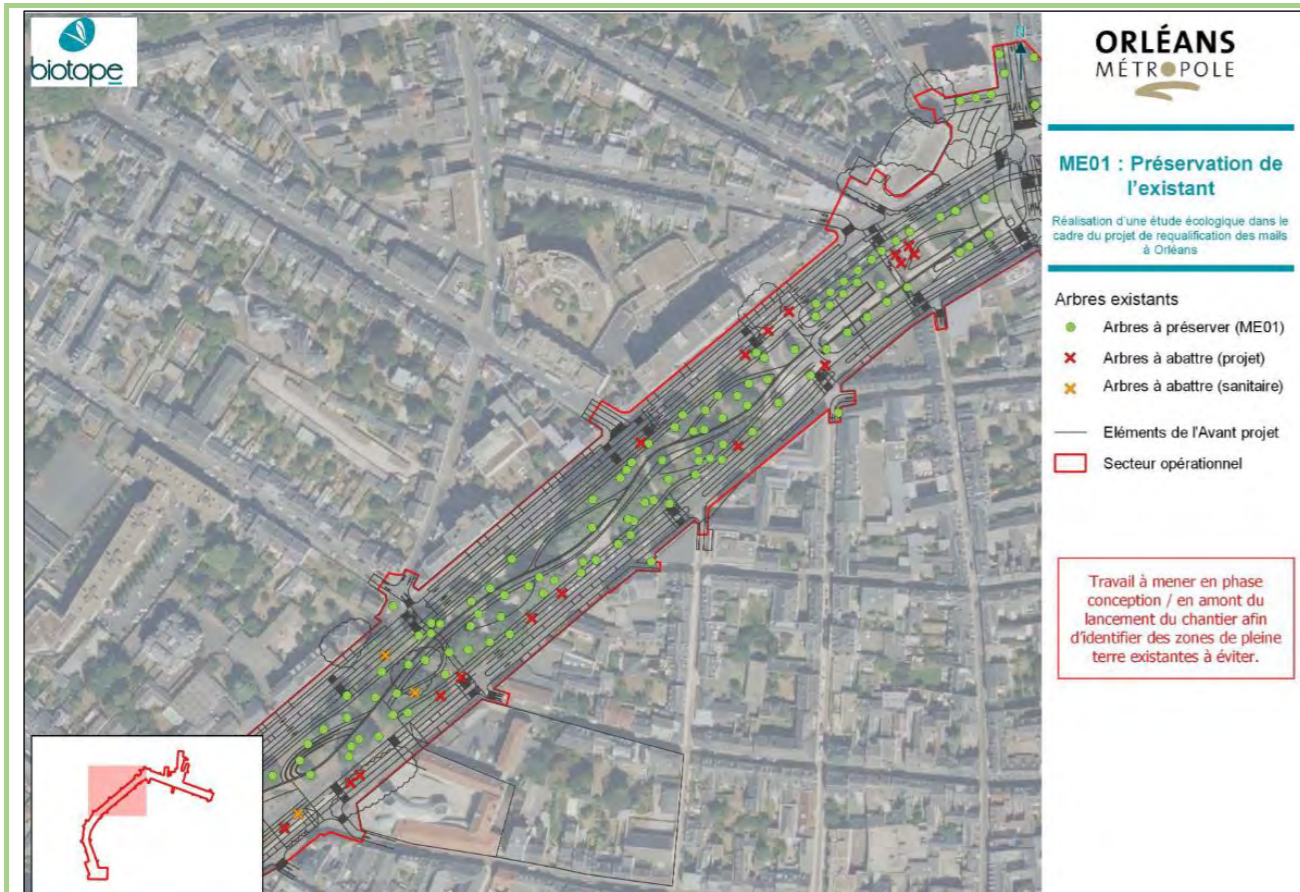 biotope
N
ORLÉANS
MÉTROPOLE
ME01 : Préservation de
l'existant
Réalisation d'une étude écologique dans le
cadre du projet de requalification des mails
à Orléans
Arbres existants
Arbres à préserver (ME01)
Arbres à abattre (projet)
Arbres à abattre (sanitaire)
Eléments de l'Avant projet
Secteur opérationnel
Travail à mener en phase
conception / en amont du
lancement du chantier afin
d'identifier des zones de pleine
terre existantes à éviter.